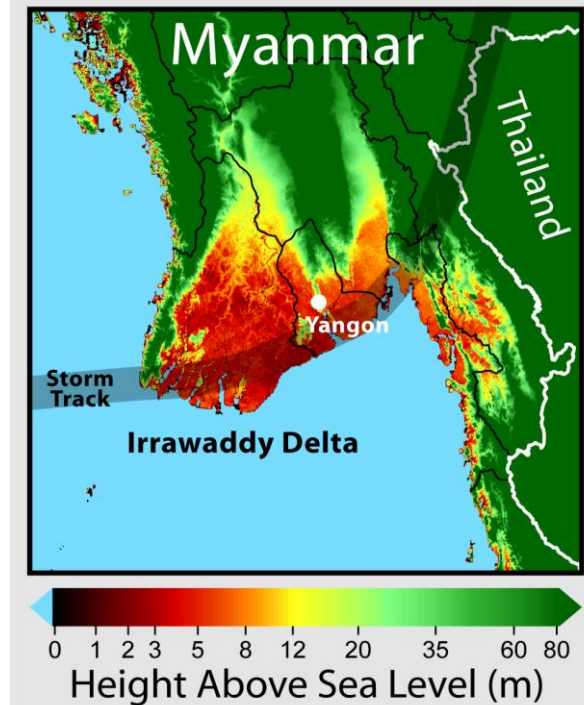 Myanmar
Thailand
Yangon
Storm
Track
Irrawaddy Delta
0 1 2 3 5 8 12 20 35 60 80
Height Above Sea Level (m)